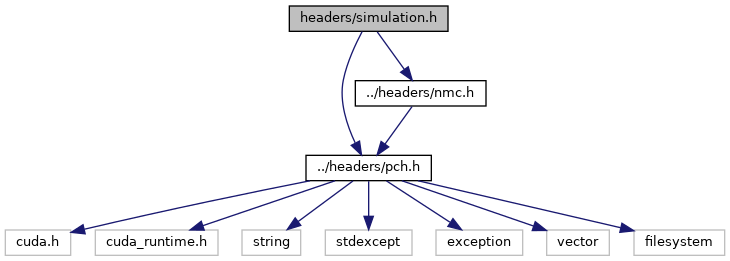 headers/simulation.h
../headers/nmc.h
../headers/pch.h
cuda.h
cuda_runtime.h
string
stdexcept
exception
vector
filesystem